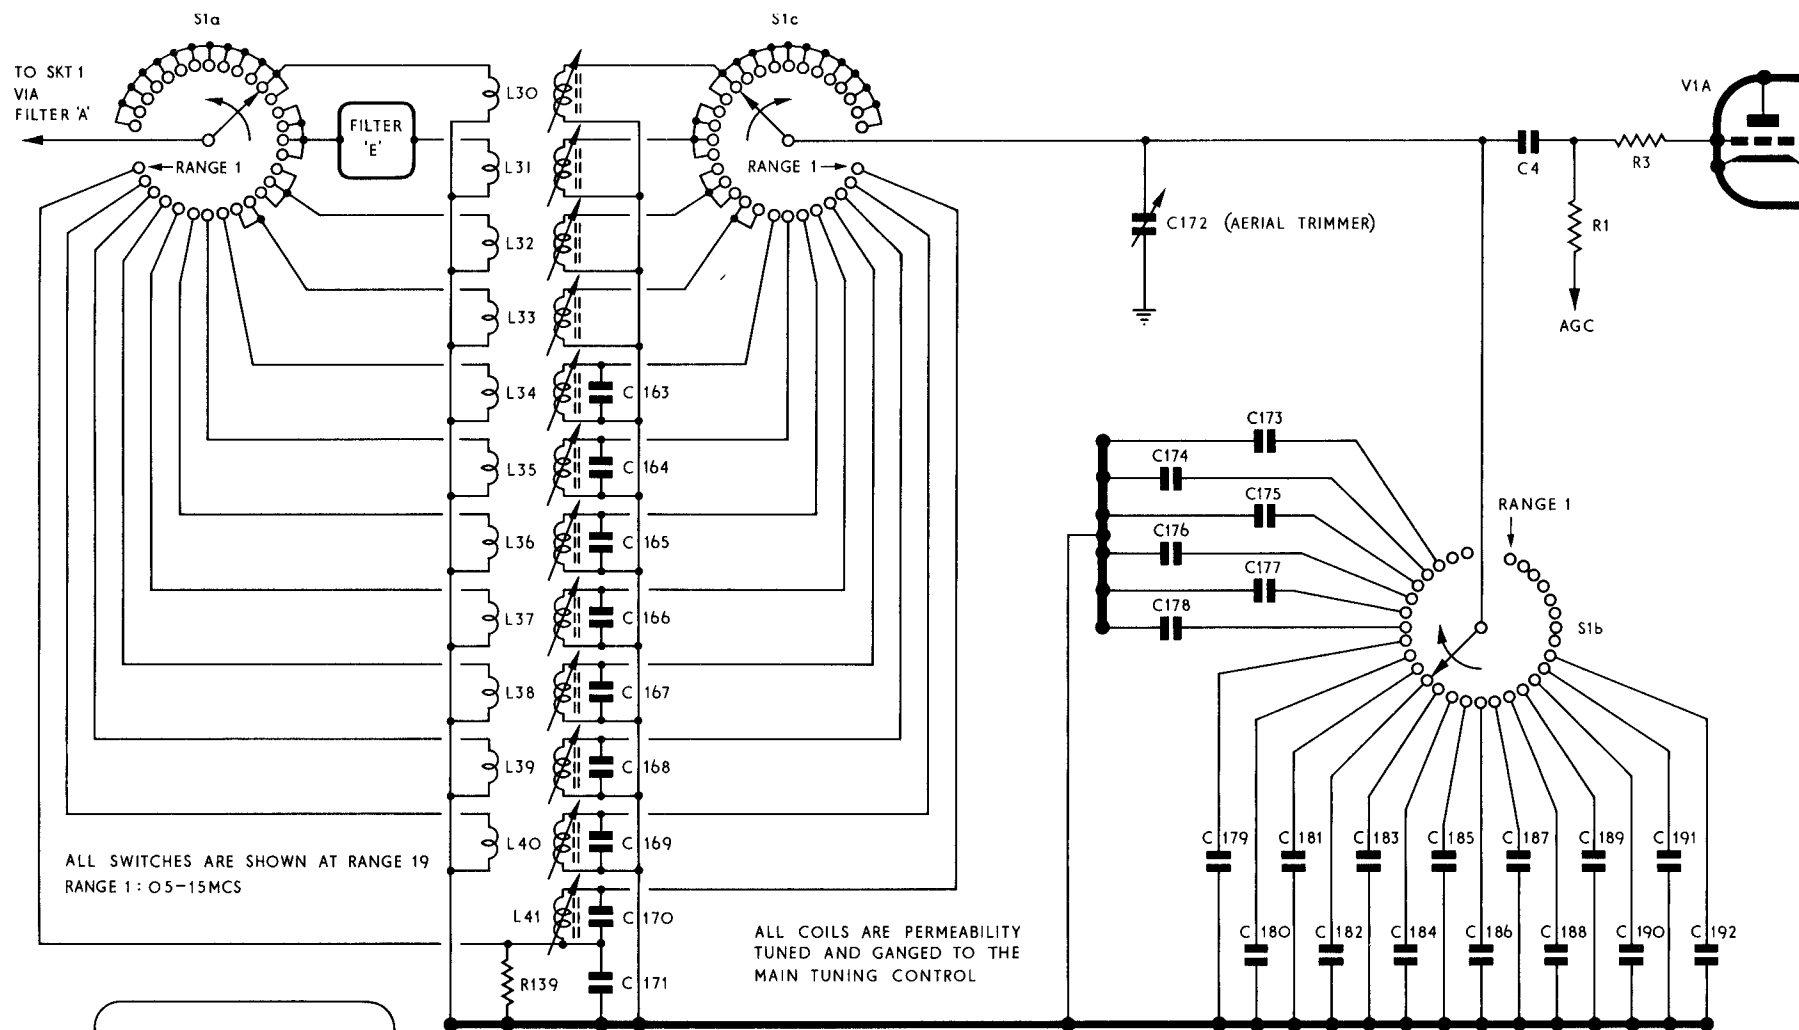 S1a
S1c
TO SKT 1
VIA
FILTER 'A'
FILTER
'E'
RANGE 1
RANGE 1
L30
L31
L32
L33
L34
L35
L36
L37
L38
L39
L40
L41
C 163
C 164
C 165
C 166
C 167
C 168
C 169
C 170
C 171
R139
ALL SWITCHES ARE SHOWN AT RANGE 19
RANGE 1 : 05-15MCS
ALL COILS ARE PERMEABILITY
TUNED AND GANGED TO THE
MAIN TUNING CONTROL
V1A
C4
R3
R1
AGC
C172 (AERIAL TRIMMER)
C173
C174
C175
C176
C177
C178
RANGE 1
S1b
C 179
C 181
C 183
C 185
C 187
C 189
C 191
C 180
C 182
C 184
C 186
C 188
C 190
C 192